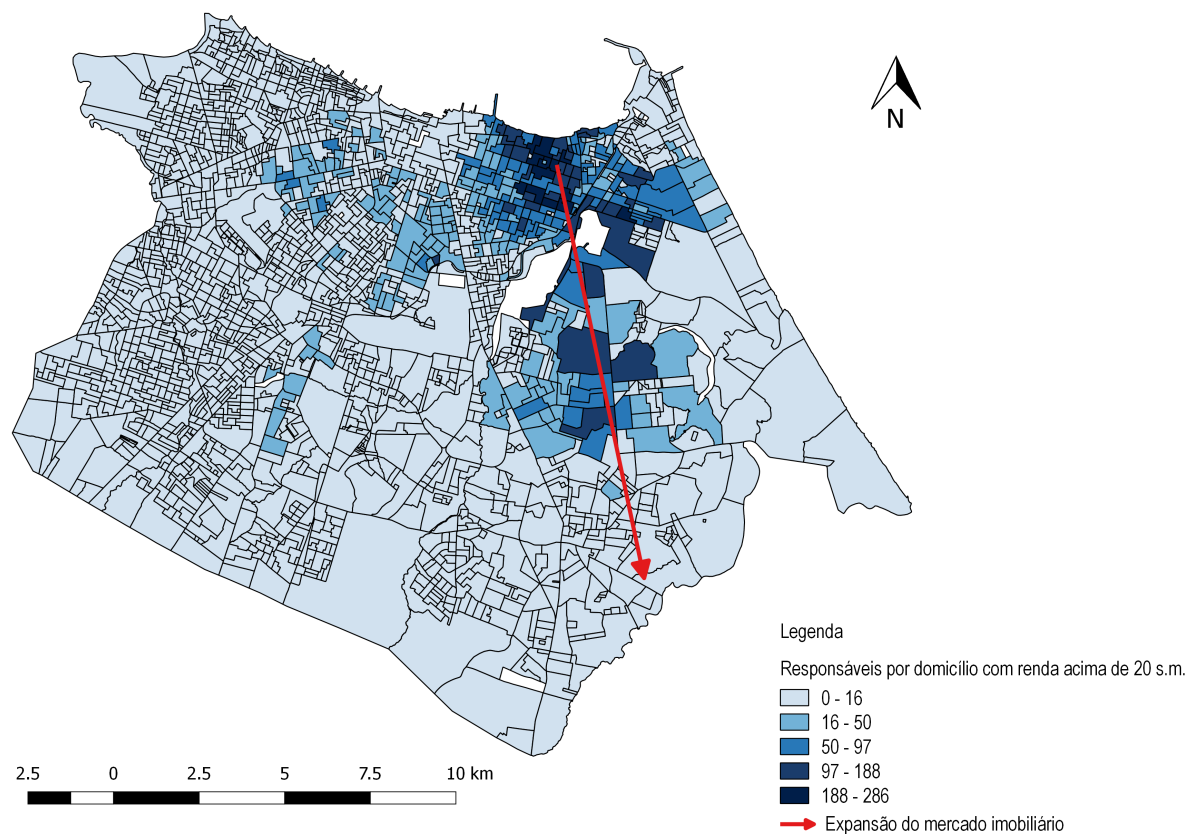 N
Legenda
Responsáveis por domicílio com renda acima de 20 s.m.
0 - 16
16 - 50
50 - 97
97 - 188
188 - 286
Expansão do mercado imobiliário
2.5 0 2.5 5 7.5 10 km